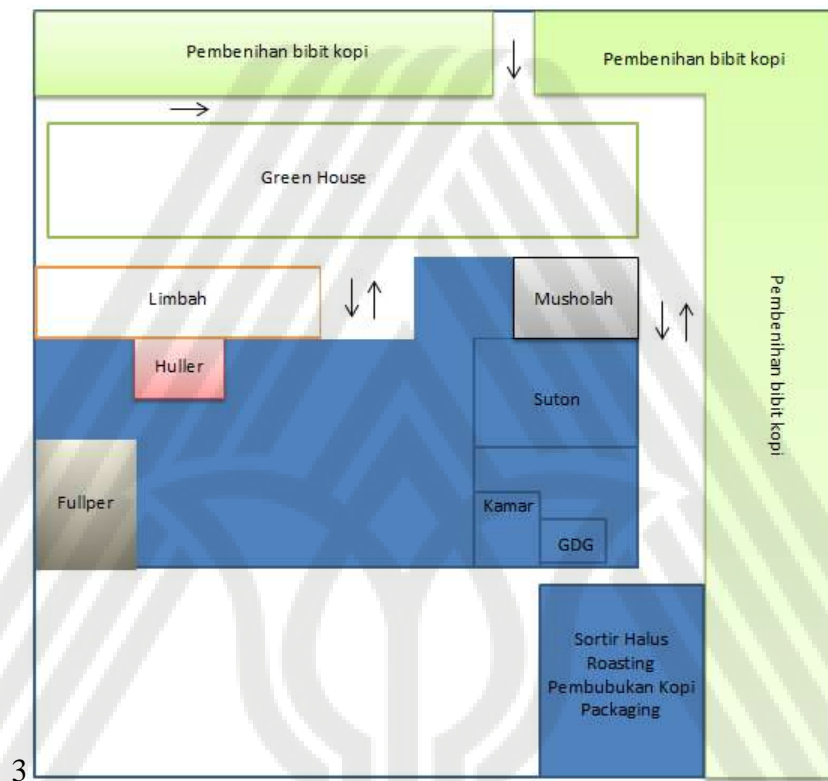 Pembenihan bibit kopi
Pembenihan bibit kopi
Green House
Limbah
Musholah
Pembenihan bibit kopi
Huller
Suton
Fullper
Kamar
GDG
Sortir Halus
Roasting
Pembubukan Kopi
Packaging
3